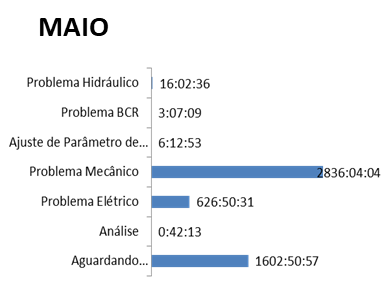 MAIO
Problema Hidráulico 16:02:36
Problema BCR 3:07:09
Ajuste de Parâmetro de... 6:12:53
Problema Mecânico 2836:04:04
Problema Elétrico 626:50:31
Análise 0:42:13
Aguardando... 1602:50:57